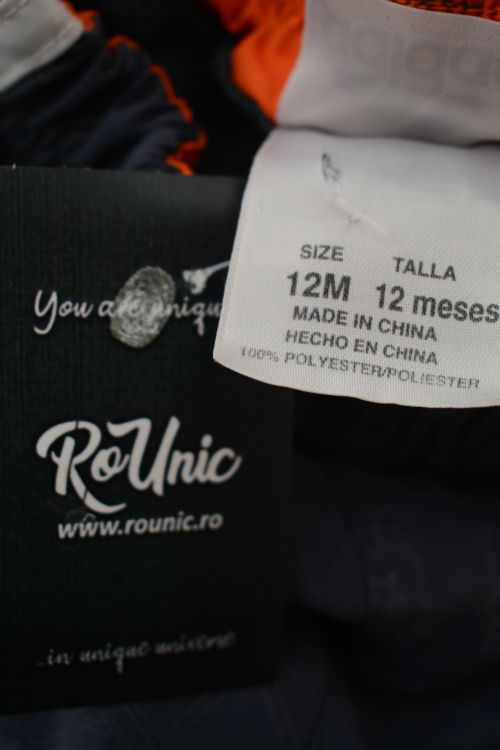 SIZE TALLA
12M 12 meses
MADE IN CHINA
HECHO EN CHINA
100% POLYESTER/POLIESTER
You are uniqu
RoUnic
www.rounic.ro
...in unique universe